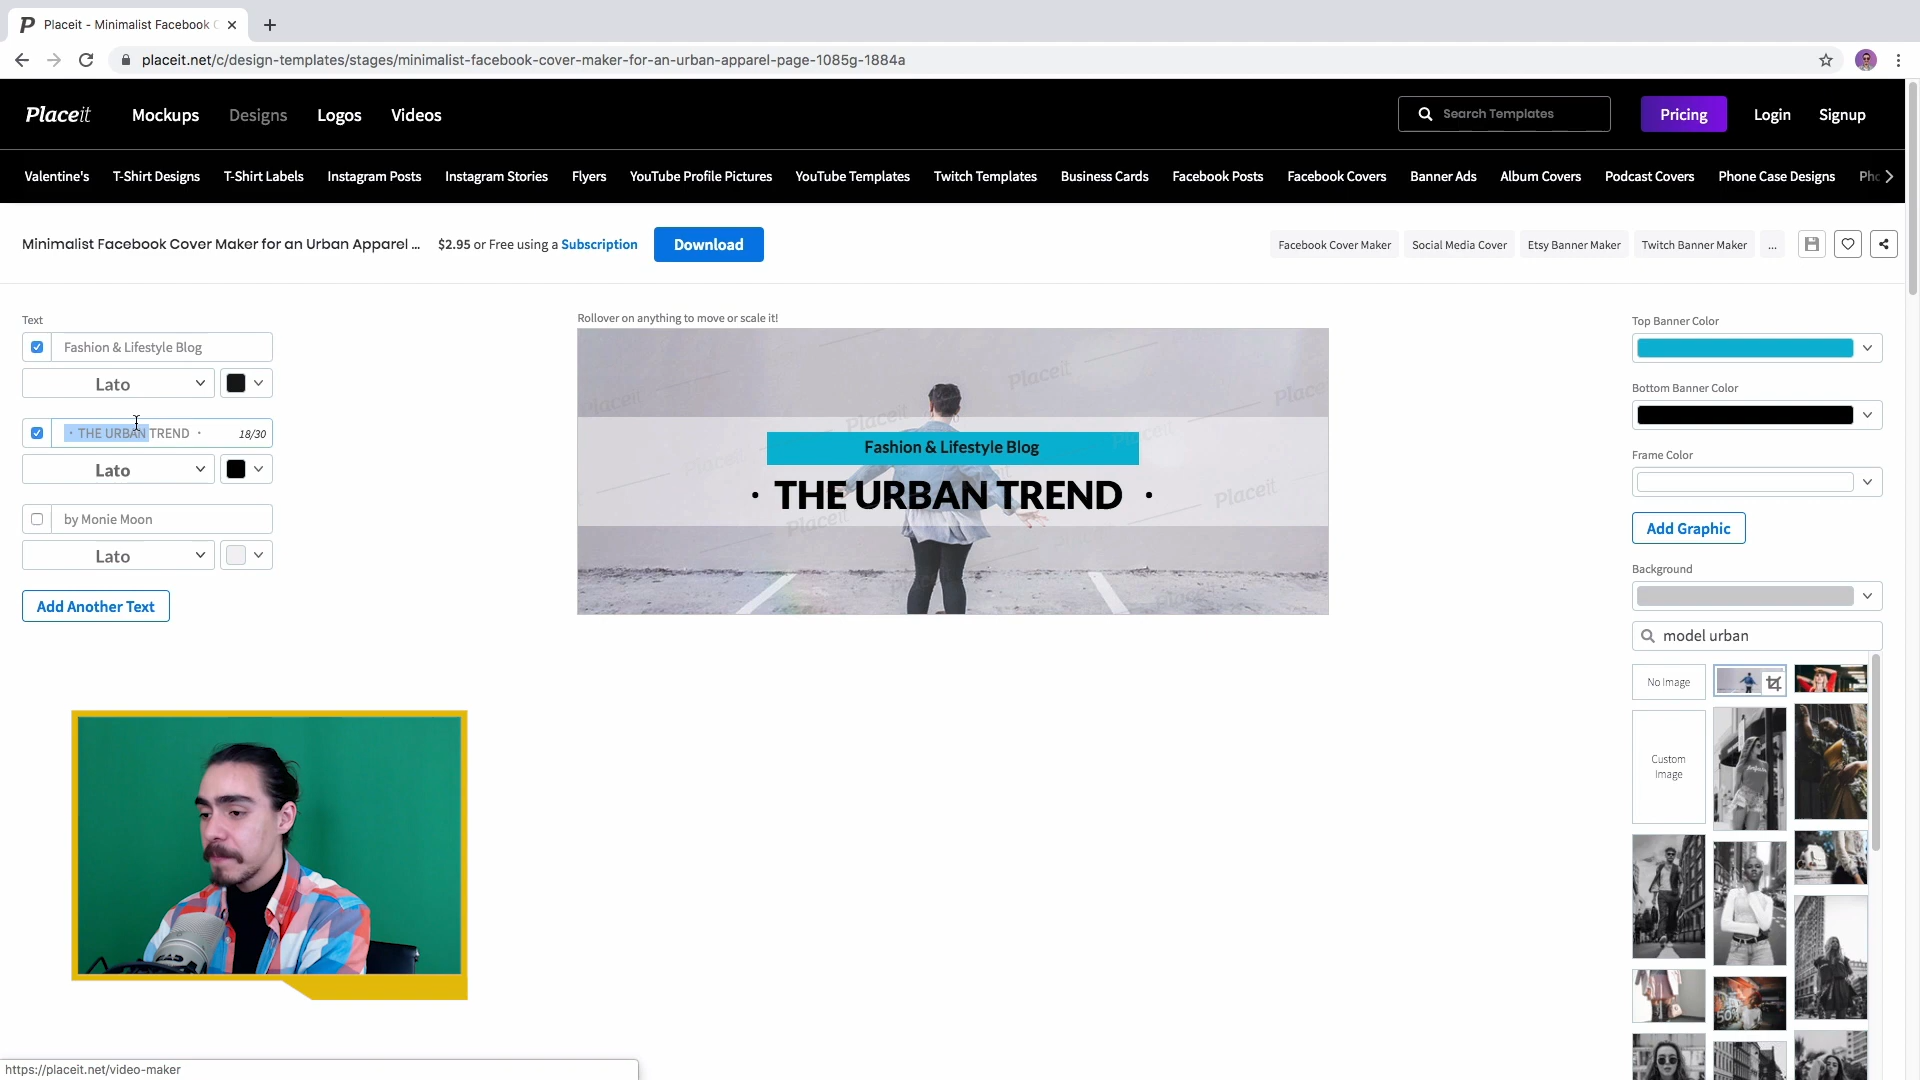 Placeit - Minimalist Facebook C
placeit.net/c/design-templates/stages/minimalist-facebook-cover-maker-for-an-urban-apparel-page-1085g-1884a
Placeit
Mockups
Designs
Logos
Videos
Search Templates
Pricing
Login
Signup
Valentine's
T-Shirt Designs
T-Shirt Labels
Instagram Posts
Instagram Stories
Flyers
YouTube Profile Pictures
YouTube Templates
Twitch Templates
Business Cards
Facebook Posts
Facebook Covers
Banner Ads
Album Covers
Podcast Covers
Phone Case Designs
Pho
Minimalist Facebook Cover Maker for an Urban Apparel ...
$2.95 or Free using a Subscription
Download
Facebook Cover Maker
Social Media Cover
Etsy Banner Maker
Twitch Banner Maker
...
Text
Fashion & Lifestyle Blog
Lato
· THE URBAN TREND ·
18/30
Lato
by Monie Moon
Lato
Add Another Text
Rollover on anything to move or scale it!
Placeit
Placeit
Placeit
Placeit
Placeit
Fashion & Lifestyle Blog
· THE URBAN TREND ·
Top Banner Color
Bottom Banner Color
Frame Color
Add Graphic
Background
model urban
No Image
Custom
Image
50%
https://placeit.net/video-maker